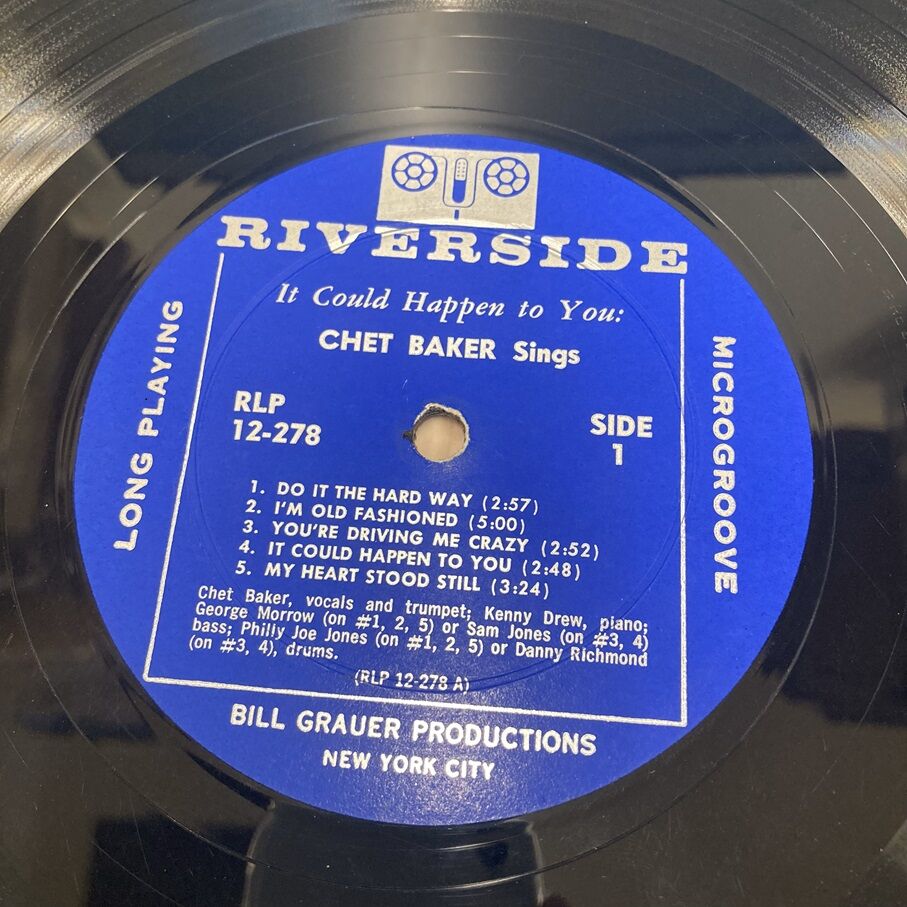 RIVERSIDE
It Could Happen to You:
CHET BAKER Sings
LONG PLAYING
MICROGROOVE
RLP
12-278
SIDE
1
1. DO IT THE HARD WAY (2:57)
2. I'M OLD FASHIONED (5:00)
3. YOU'RE DRIVING ME CRAZY (2:52)
4. IT COULD HAPPEN TO YOU (2:48)
5. MY HEART STOOD STILL (3:24)
Chet Baker, vocals and trumpet; Kenny Drew, piano;
George Morrow (on #1, 2, 5) or Sam Jones (on #3, 4)
bass; Philly Joe Jones (on #1, 2, 5) or Danny Richmond
(on #3, 4), drums.
(RLP 12-278 A)
BILL GRAUER PRODUCTIONS
NEW YORK CITY